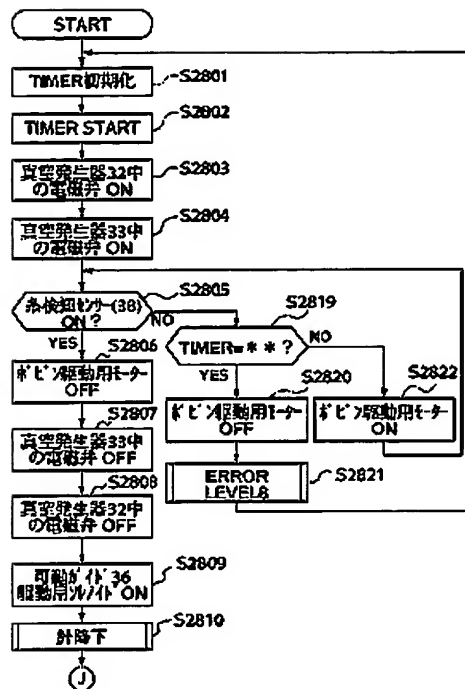 START
TIMER初期化
S2801
TIMER START
S2802
真空発生器32中
の電磁弁 ON
S2803
真空発生器33中
の電磁弁 ON
S2804
糸検知センサー(38)
ON ?
S2805
NO
YES
S2806
ボビン駆動用モーター
OFF
S2807
真空発生器33中
の電磁弁 OFF
S2808
真空発生器32中
の電磁弁 OFF
可動ガイド36
駆動用ソレノイド ON
S2809
針降下
S2810
J
S2819
TIMER=**?
NO
YES
S2820
ボビン駆動用モーター
OFF
S2822
ボビン駆動用モーター
ON
ERROR
LEVEL8
S2821